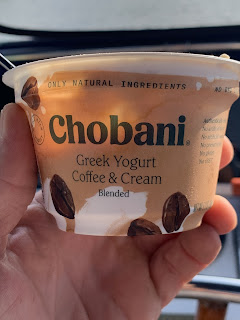 ONLY NATURAL INGREDIENTS
Chobani®
Greek Yogurt
Coffee & Cream
Blended